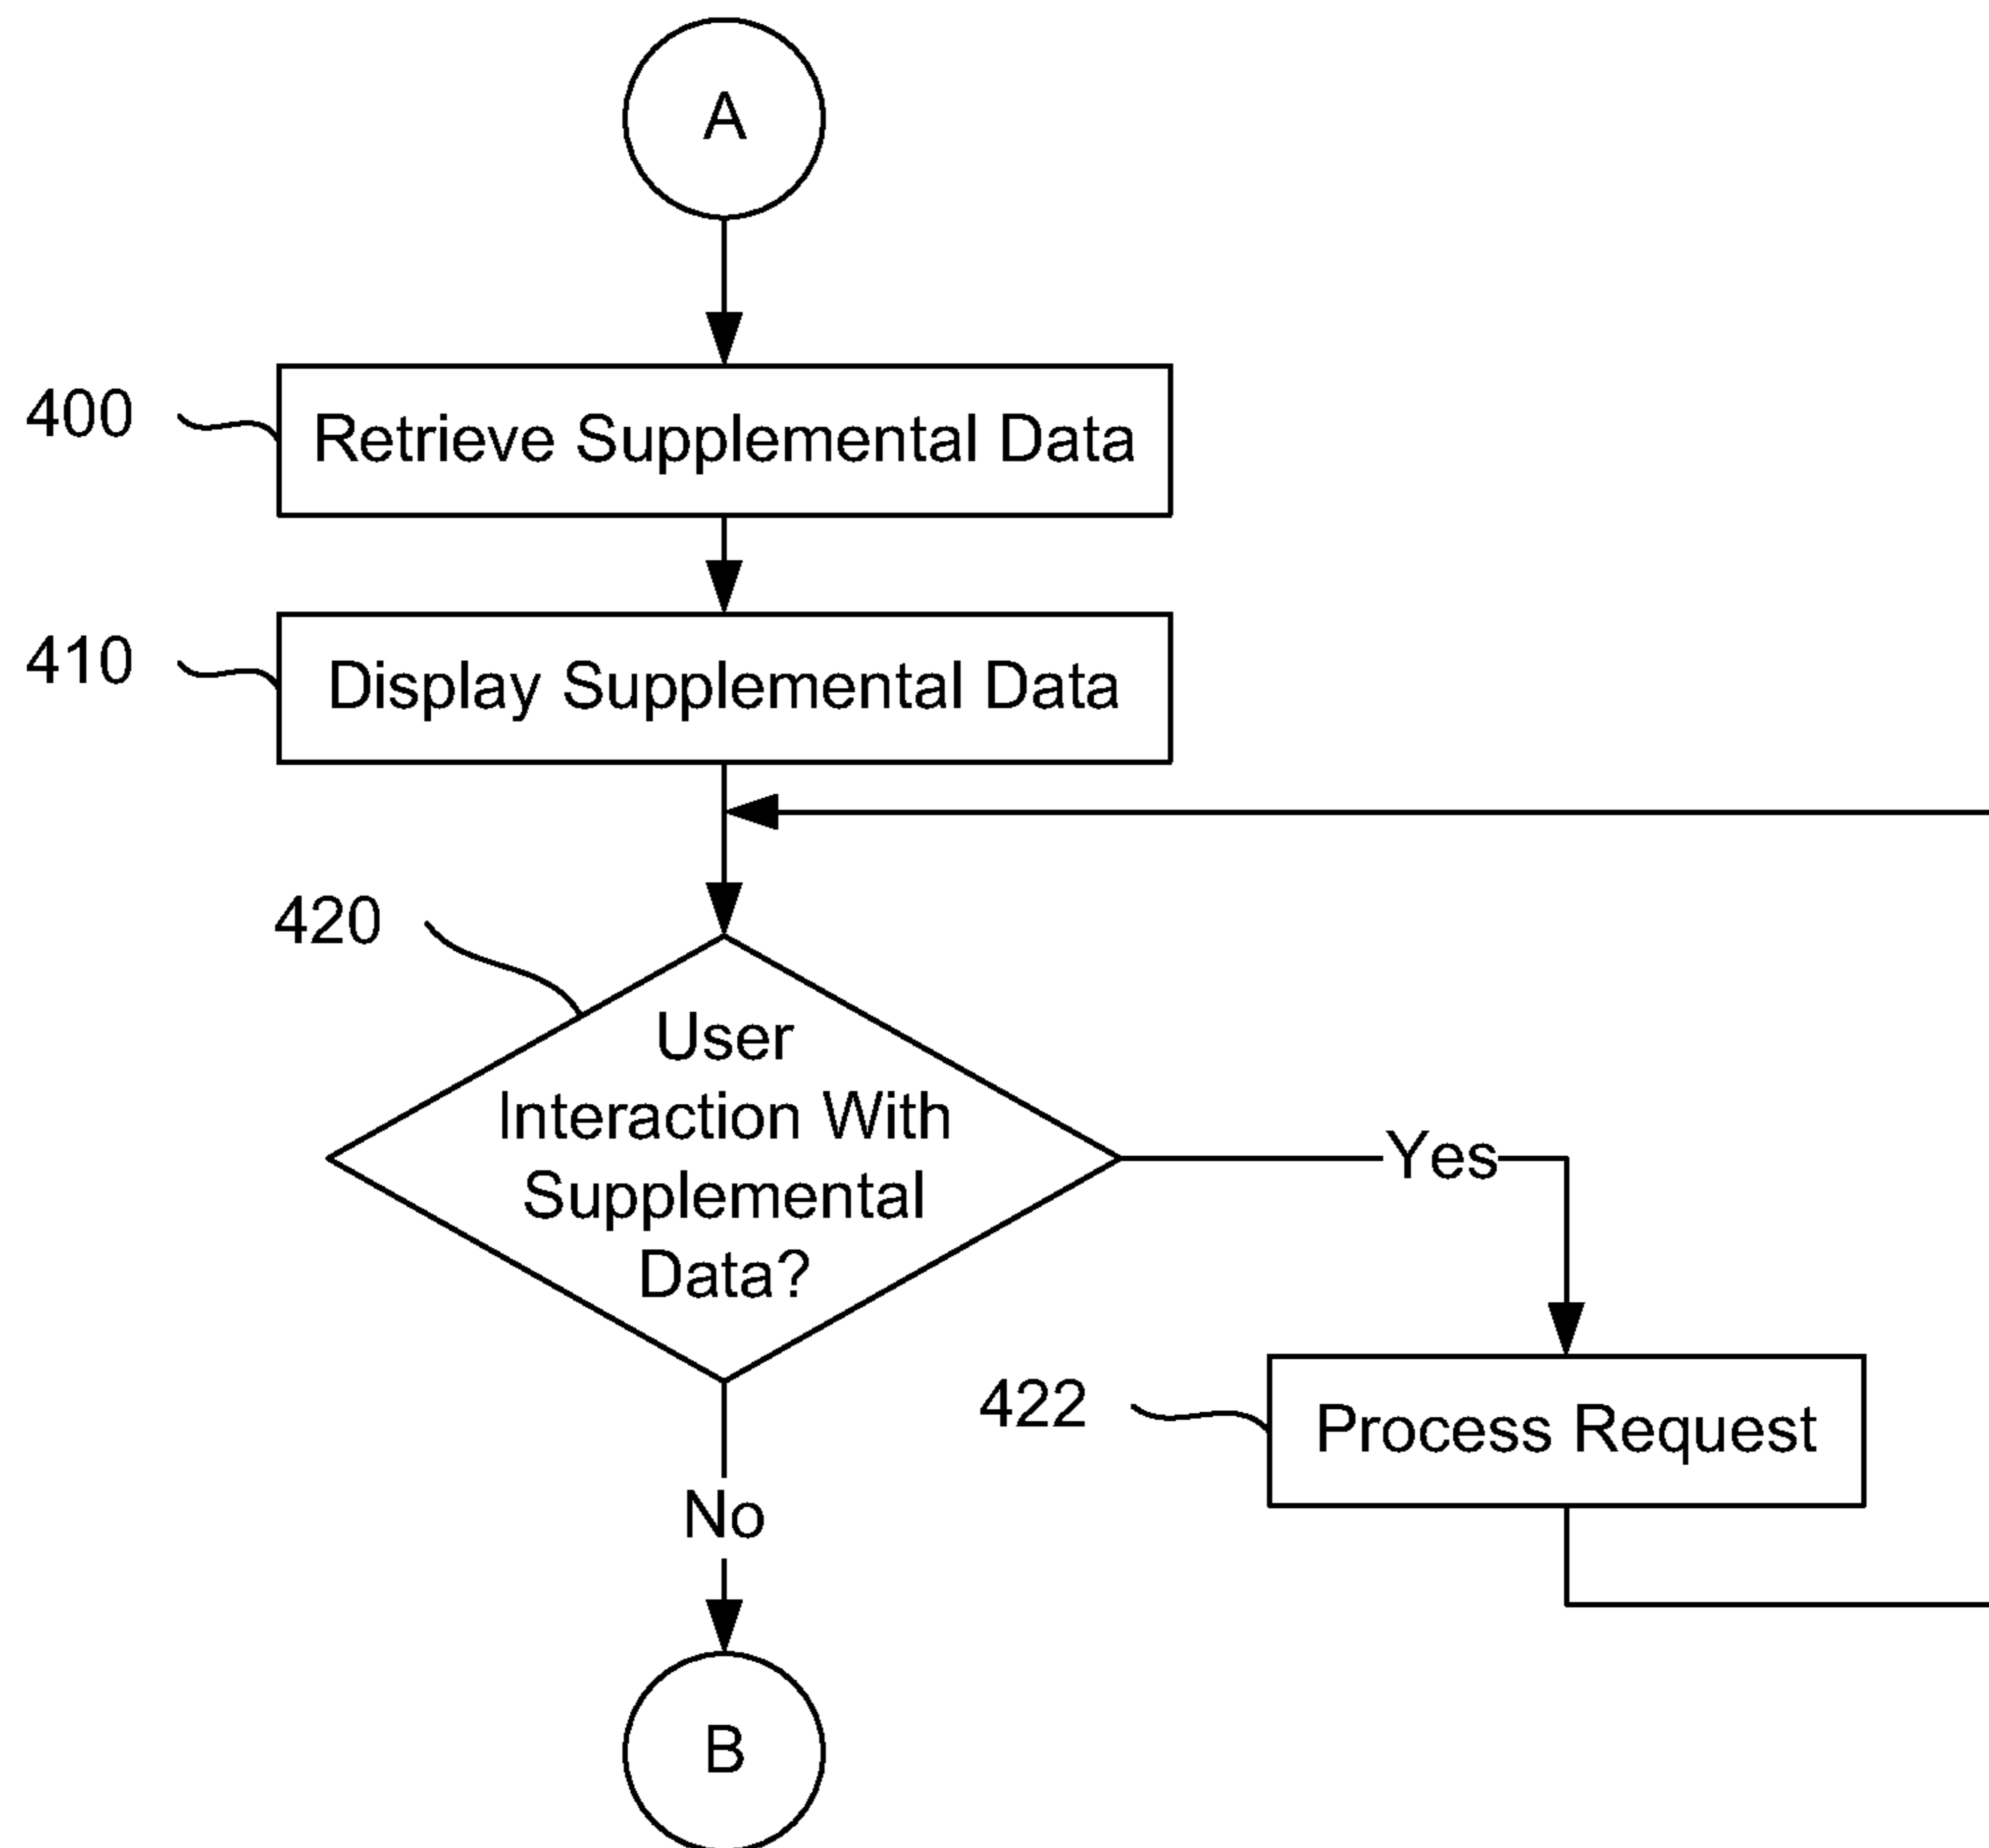 A
400
Retrieve Supplemental Data
410
Display Supplemental Data
420
User
Interaction With
Supplemental
Data?
Yes
422
Process Request
No
B